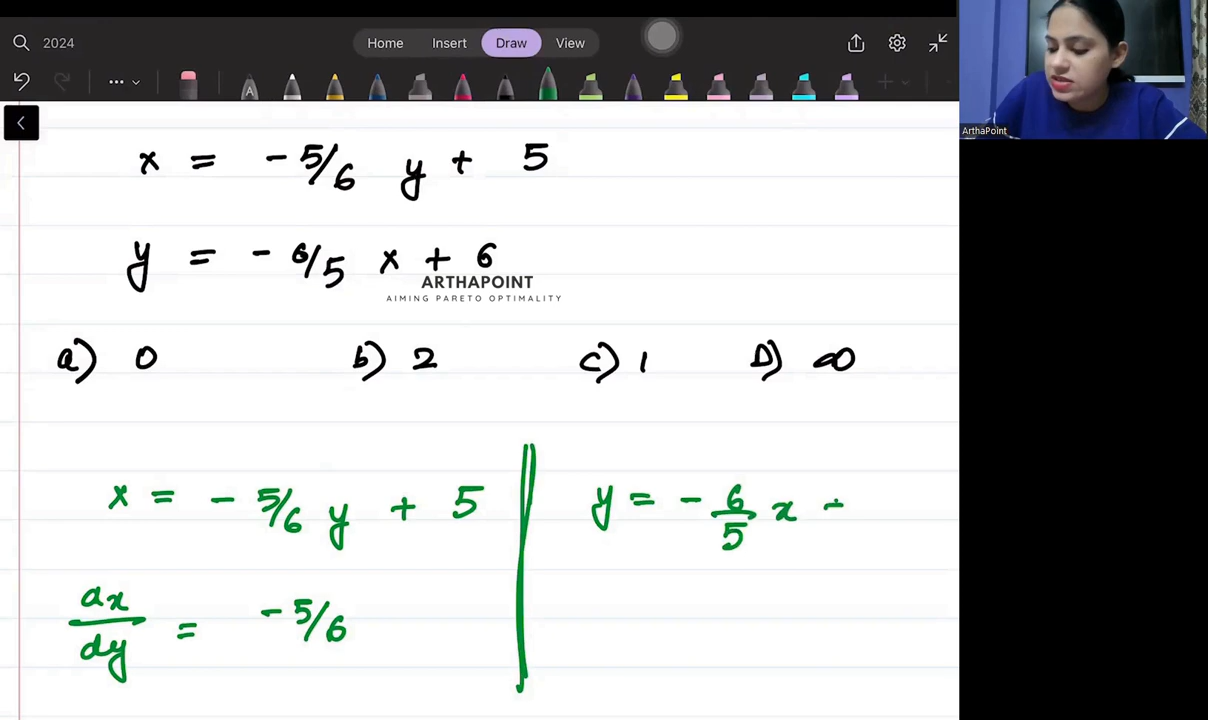 2024
Home Insert Draw View
A
ArthaPoint
x = - 5/6 y + 5
y = - 6/5 x + 6
ARTHAPOINT
AIMING PARETO OPTIMALITY
a) 0 b) 2 c) 1 D) ∞
x = - 5/6 y + 5
y = - 6/5 x +
dx/dy = - 5/6